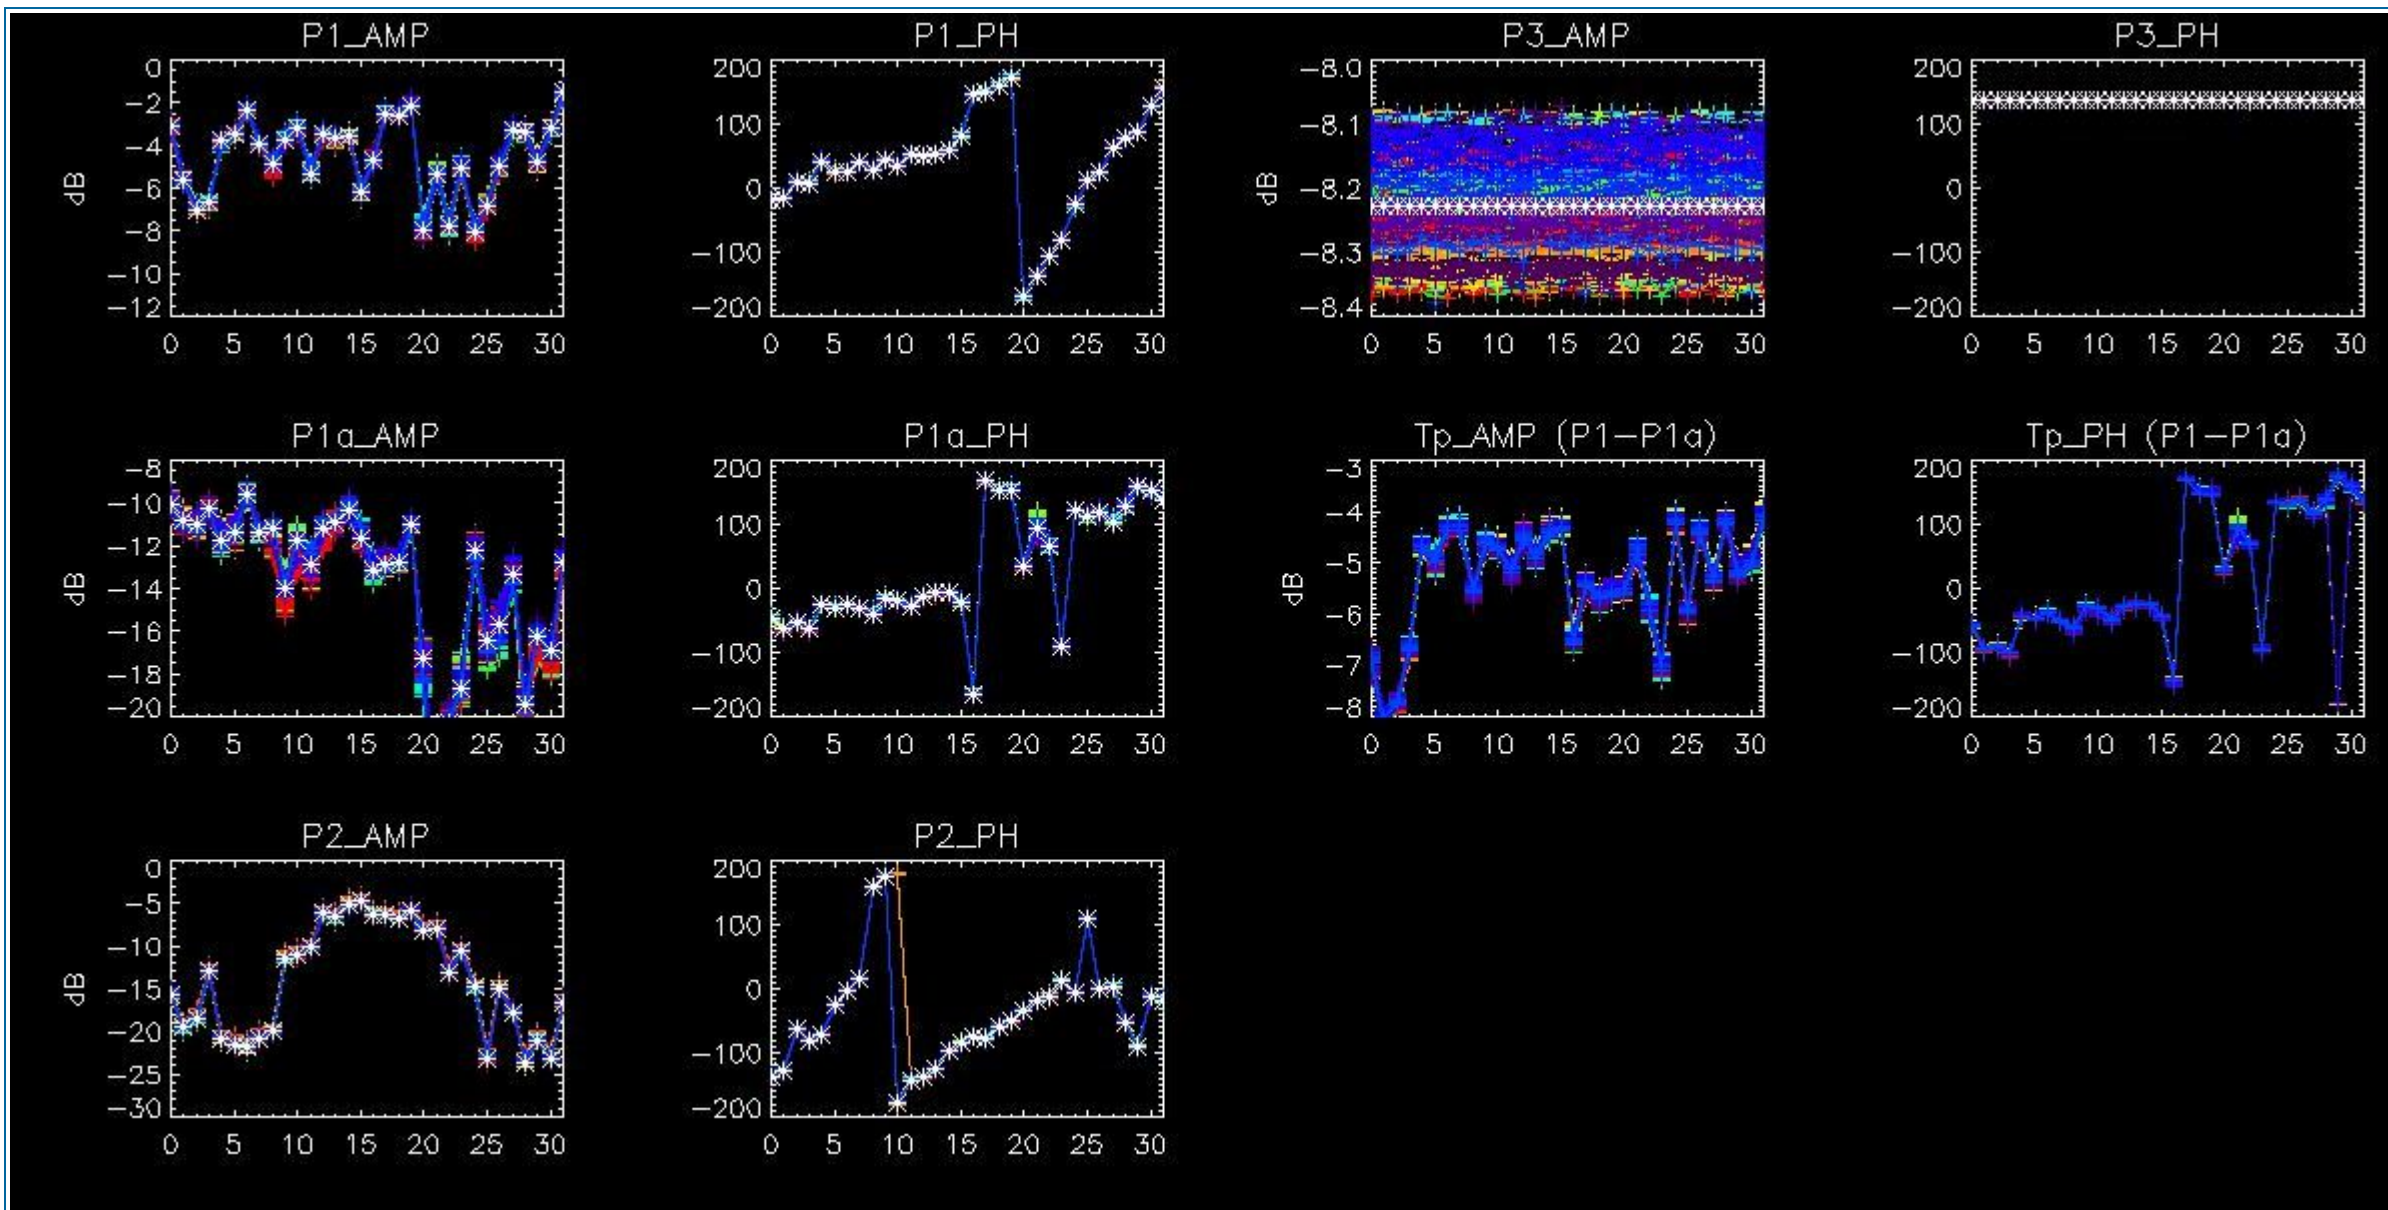 P1_AMP
0
−2
−4
−6
−8
−10
−12
dB
0 5 10 15 20 25 30
P1_PH
200
100
0
−100
−200
0 5 10 15 20 25 30
P3_AMP
−8.0
−8.1
−8.2
−8.3
−8.4
dB
0 5 10 15 20 25 30
P3_PH
200
100
0
−100
−200
0 5 10 15 20 25 30
P1a_AMP
−8
−10
−12
−14
−16
−18
−20
dB
0 5 10 15 20 25 30
P1a_PH
200
100
0
−100
−200
0 5 10 15 20 25 30
Tp_AMP (P1−P1a)
−3
−4
−5
−6
−7
−8
dB
0 5 10 15 20 25 30
Tp_PH (P1−P1a)
200
100
0
−100
−200
0 5 10 15 20 25 30
P2_AMP
0
−5
−10
−15
−20
−25
−30
dB
0 5 10 15 20 25 30
P2_PH
200
100
0
−100
−200
0 5 10 15 20 25 30